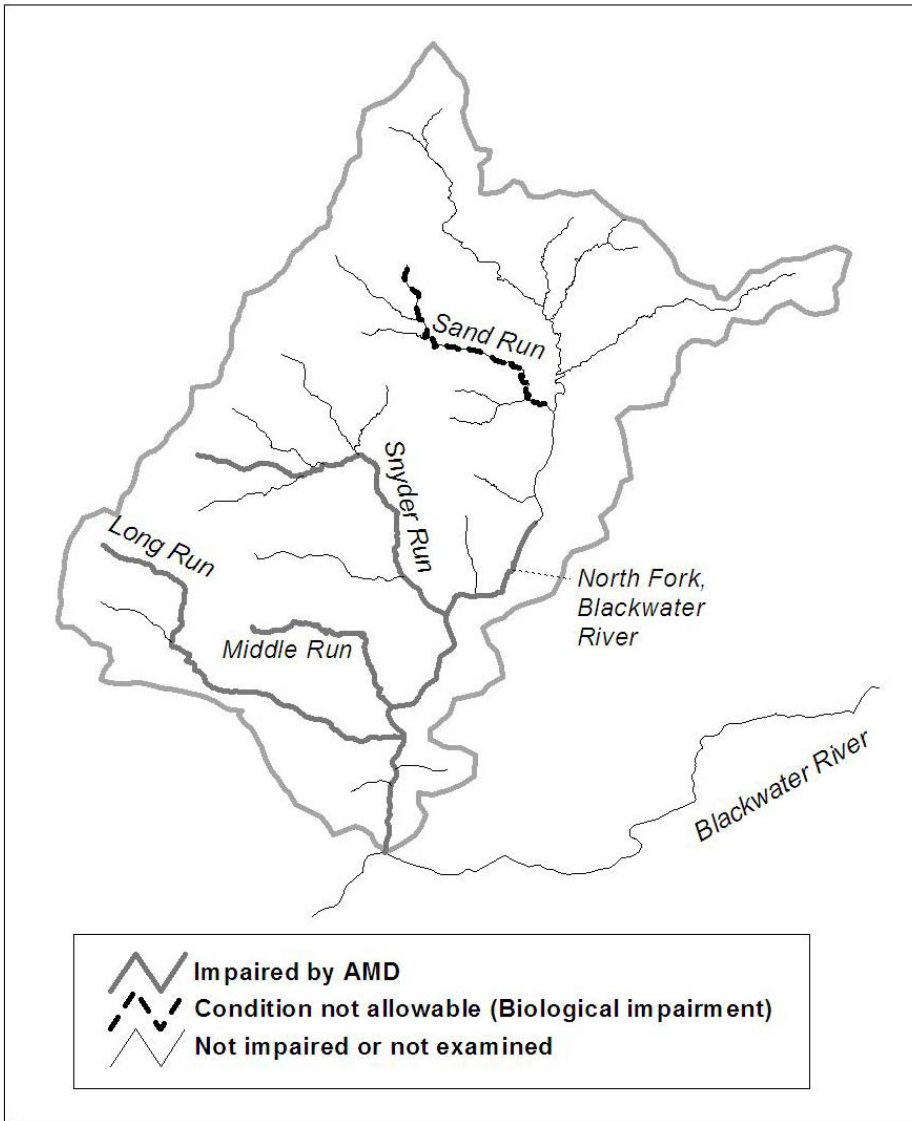 Sand Run
Snyder Run
Long Run
North Fork,
Blackwater
River
Middle Run
Blackwater River
Impaired by AMD
Condition not allowable (Biological impairment)
Not impaired or not examined